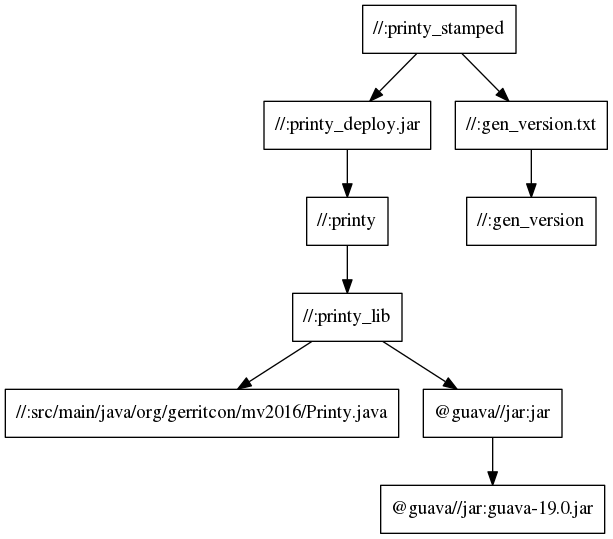 //:printy_stamped
//:printy_deploy.jar
//:gen_version.txt
//:printy
//:gen_version
//:printy_lib
//:src/main/java/org/gerritcon/mv2016/Printy.java
@guava//jar:jar
@guava//jar:guava-19.0.jar